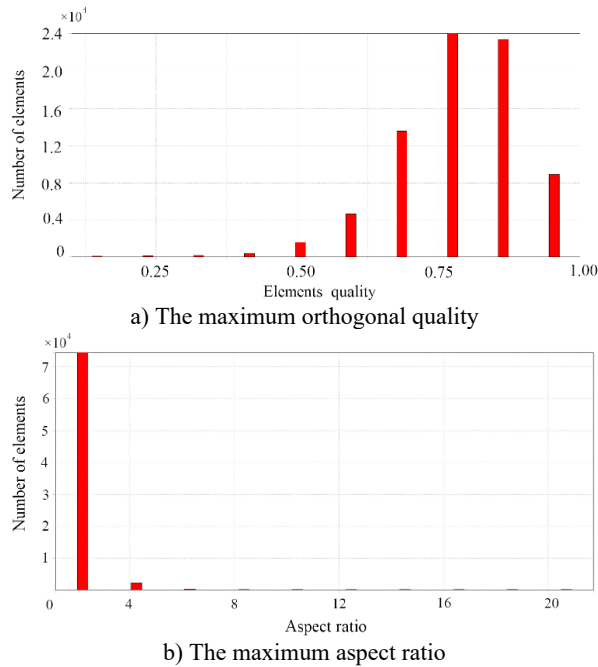 ×10⁴
2.4
2.0
1.6
1.2
0.8
0.4
0
Number of elements
0.25 0.50 0.75 1.00
Elements quality
a) The maximum orthogonal quality
×10⁴
7
6
5
4
3
2
1
Number of elements
0 4 8 12 16 20
Aspect ratio
b) The maximum aspect ratio